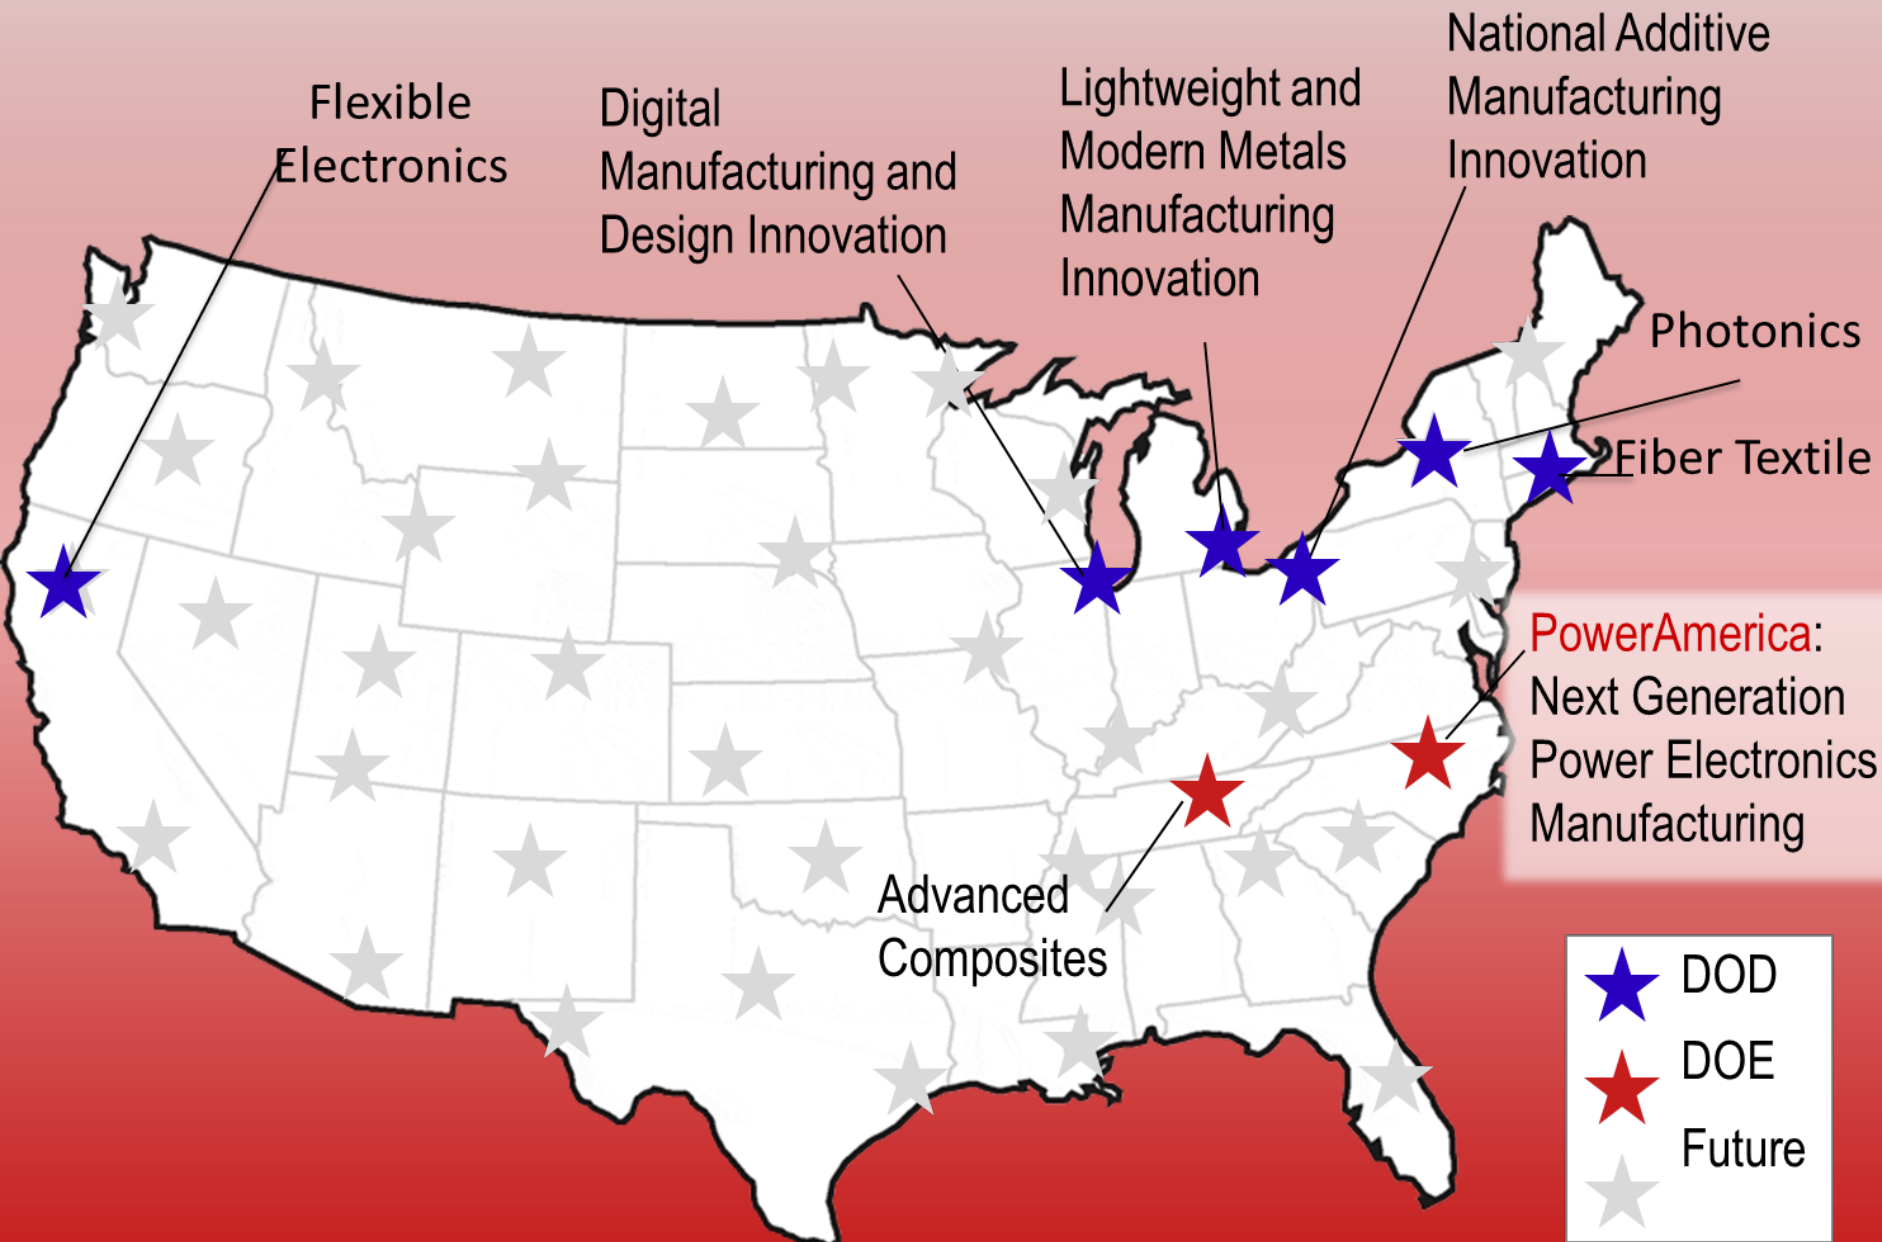 Flexible
Electronics
Digital
Manufacturing and
Design Innovation
Lightweight and
Modern Metals
Manufacturing
Innovation
National Additive
Manufacturing
Innovation
Photonics
Fiber Textile
PowerAmerica:
Next Generation
Power Electronics
Manufacturing
Advanced
Composites
DOD
DOE
Future